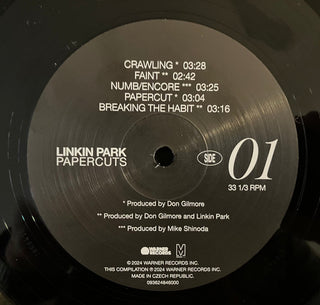 CRAWLING * 03:28
FAINT ** 02:42
NUMB/ENCORE *** 03:25
PAPERCUT * 03:04
BREAKING THE HABIT ** 03:16
LINKIN PARK
PAPERCUTS
SIDE 01
33 1/3 RPM
* Produced by Don Gilmore
** Produced by Don Gilmore and Linkin Park
*** Produced by Mike Shinoda
WARNER RECORDS
℗ 2024 WARNER RECORDS INC.
THIS COMPILATION ℗ 2024 WARNER RECORDS INC.
MADE IN CZECH REPUBLIC.
093624846000